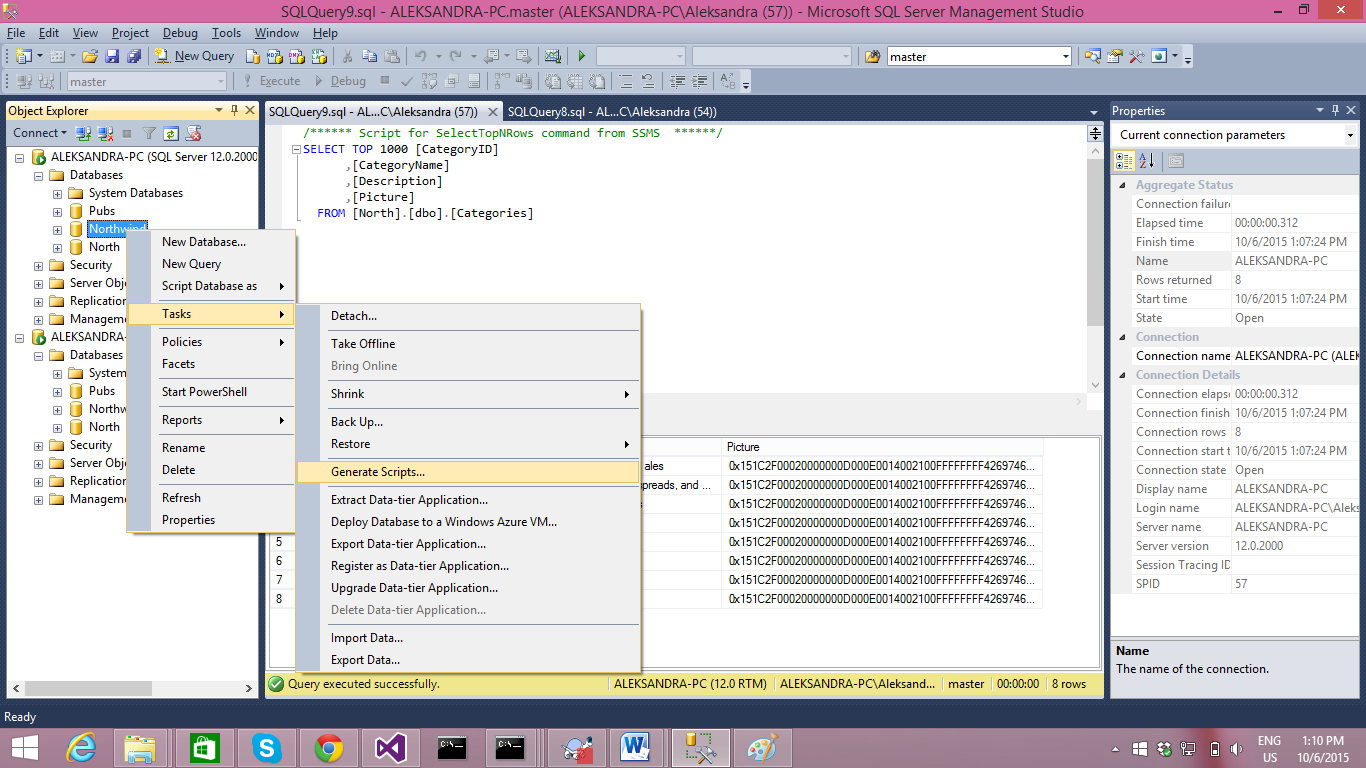 SQLQuery9.sql - ALEKSANDRA-PC.master (ALEKSANDRA-PC\Aleksandra (57)) - Microsoft SQL Server Management Studio
File Edit View Project Debug Tools Window Help
New Query master
master Execute Debug
Object Explorer
Connect
ALEKSANDRA-PC (SQL Server 12.0.2000
Databases
System Databases
Pubs
Northwind
North
Security
Server Obj
Replication
Managem
ALEKSANDRA-
Databases
System
Pubs
Northw
North
Security
Server Obj
Replication
Managem
New Database...
New Query
Script Database as
Tasks
Policies
Facets
Start PowerShell
Reports
Rename
Delete
Refresh
Properties
Detach...
Take Offline
Bring Online
Shrink
Back Up...
Restore
Generate Scripts...
Extract Data-tier Application...
Deploy Database to a Windows Azure VM...
Export Data-tier Application...
Register as Data-tier Application...
Upgrade Data-tier Application...
Delete Data-tier Application...
Import Data...
Export Data...
SQLQuery9.sql - AL...C\Aleksandra (57)) SQLQuery8.sql - AL...C\Aleksandra (54))
/****** Script for SelectTopNRows command from SSMS ******/
SELECT TOP 1000 [CategoryID]
,[CategoryName]
,[Description]
,[Picture]
FROM [North].[dbo].[Categories]
Picture
ales 0x151C2F00020000000D000E0014002100FFFFFFFF4269746...
preads, and ... 0x151C2F00020000000D000E0014002100FFFFFFFF4269746...
0x151C2F00020000000D000E0014002100FFFFFFFF4269746...
0x151C2F00020000000D000E0014002100FFFFFFFF4269746...
5 0x151C2F00020000000D000E0014002100FFFFFFFF4269746...
6 0x151C2F00020000000D000E0014002100FFFFFFFF4269746...
7 0x151C2F00020000000D000E0014002100FFFFFFFF4269746...
8 0x151C2F00020000000D000E0014002100FFFFFFFF4269746...
Query executed successfully. ALEKSANDRA-PC (12.0 RTM) ALEKSANDRA-PC\Aleksand... master 00:00:00 8 rows
Properties
Current connection parameters
Aggregate Status
Connection failure
Elapsed time 00:00:00.312
Finish time 10/6/2015 1:07:24 PM
Name ALEKSANDRA-PC
Rows returned 8
Start time 10/6/2015 1:07:24 PM
State Open
Connection
Connection name ALEKSANDRA-PC (ALEK
Connection Details
Connection elapse 00:00:00.312
Connection finish 10/6/2015 1:07:24 PM
Connection rows 8
Connection start t 10/6/2015 1:07:24 PM
Connection state Open
Display name ALEKSANDRA-PC
Login name ALEKSANDRA-PC\Aleks
Server name ALEKSANDRA-PC
Server version 12.0.2000
Session Tracing ID
SPID 57
Name
The name of the connection.
Ready
ENG
US
1:10 PM
10/6/2015